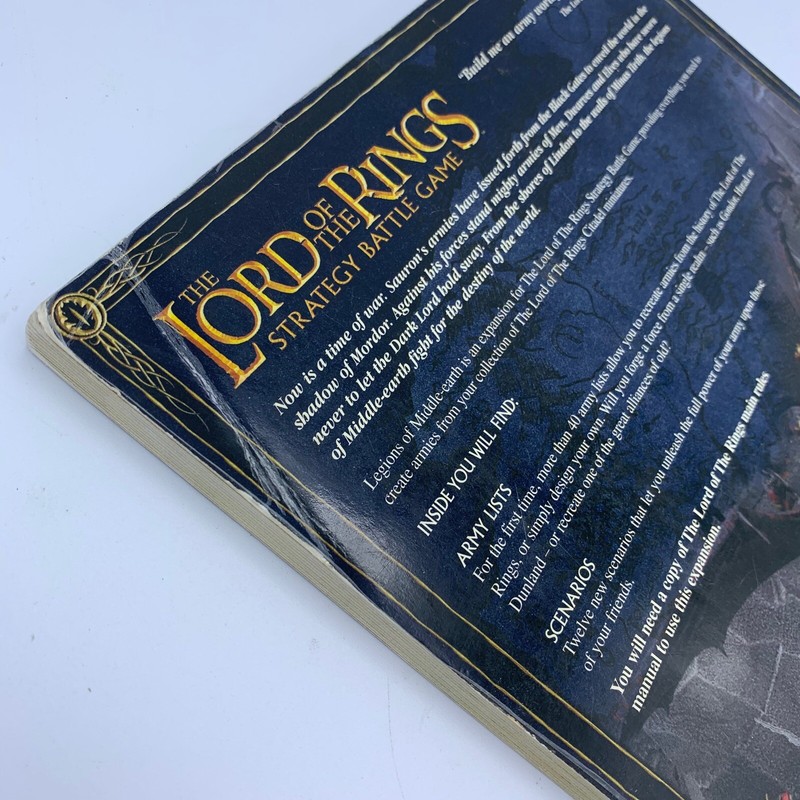 "Build me an army worthy
The Lord
THE
LORD
OF
THE
RINGS
STRATEGY BATTLE GAME
Now is a time of war. Sauron's armies have issued forth from the Black Gates to enroll the world in the
shadow of Mordor. Against his forces stand mighty armies of Men, Dwarves and Elves who have sworn
never to let the Dark Lord hold sway. From the shores of Lindon to the walls of Minas Tirith the legions
of Middle-earth fight for the destiny of the world.
Legions of Middle-earth is an expansion for The Lord of The Rings Strategy Battle Game, providing everything you need to
create armies from your collection of The Lord of The Rings Citadel miniatures.
INSIDE YOU WILL FIND:
ARMY LISTS
For the first time, more than 40 army lists allow you to recreate armies from the history of The Lord of The
Rings, or simply design your own. Will you forge a force from a single realm – such as Gondor, Harad or
Dunland – or recreate one of the great alliances of old?
SCENARIOS
Twelve new scenarios that let you unleash the full power of your army upon those
of your friends.
You will need a copy of The Lord of The Rings main rules
manual to use this expansion.